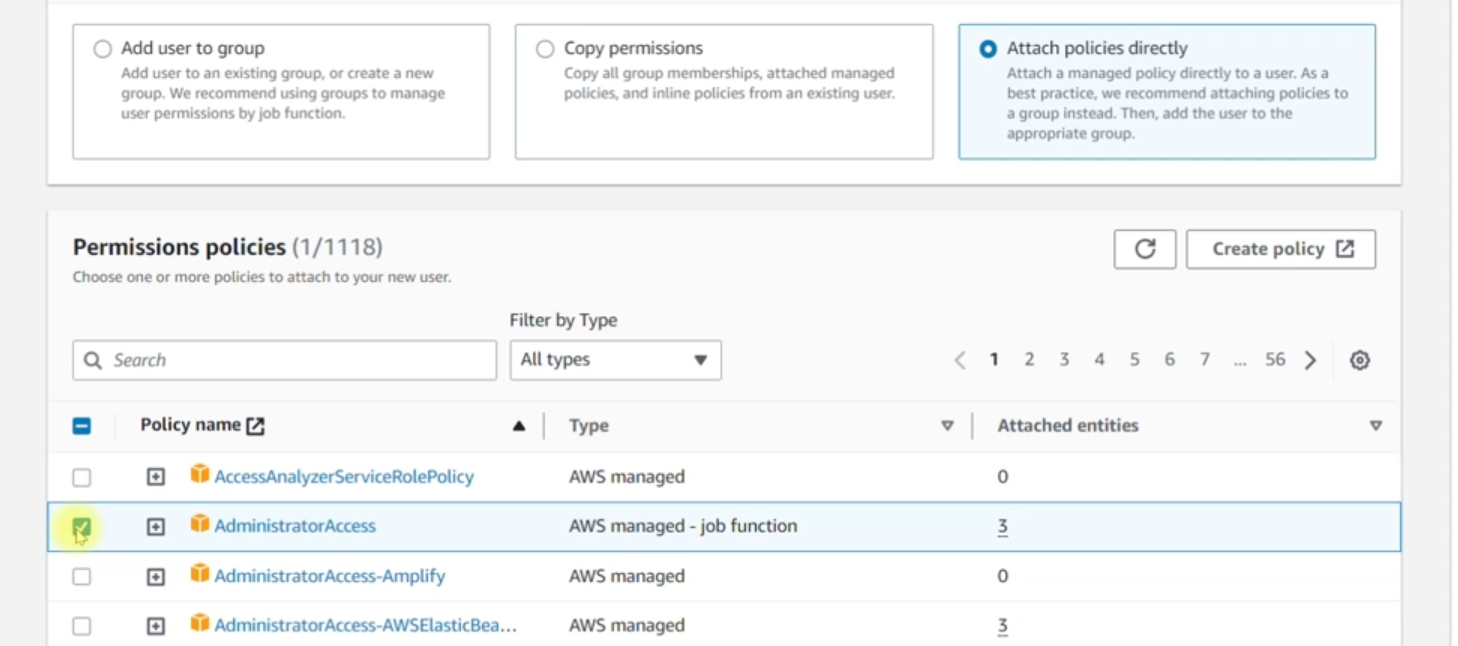 Add user to group
Add user to an existing group, or create a new
group. We recommend using groups to manage
user permissions by job function.
Copy permissions
Copy all group memberships, attached managed
policies, and inline policies from an existing user.
Attach policies directly
Attach a managed policy directly to a user. As a
best practice, we recommend attaching policies to
a group instead. Then, add the user to the
appropriate group.
Permissions policies (1/1118)
Choose one or more policies to attach to your new user.
Create policy
Filter by Type
Search
All types
1 2 3 4 5 6 7 ... 56
Policy name Type Attached entities
AccessAnalyzerServiceRolePolicy AWS managed 0
AdministratorAccess AWS managed - job function 3
AdministratorAccess-Amplify AWS managed 0
AdministratorAccess-AWSElasticBea... AWS managed 3